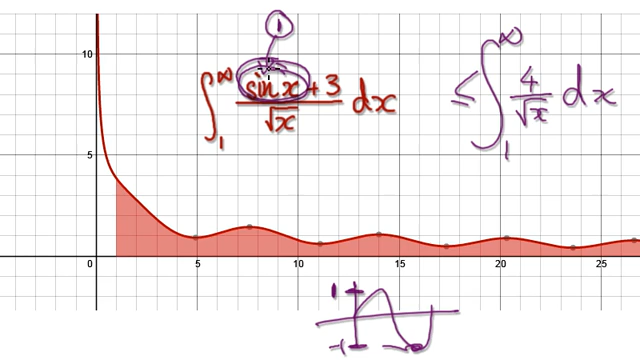 1
10
∫₁^∞ (sin x + 3)/√x dx
≤ ∫₁^∞ 4/√x dx
5
0 5 10 15 20 25
1
-1